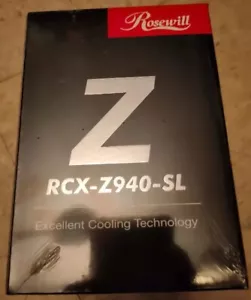 Rosewill
Z
RCX-Z940-SL
Excellent Cooling Technology